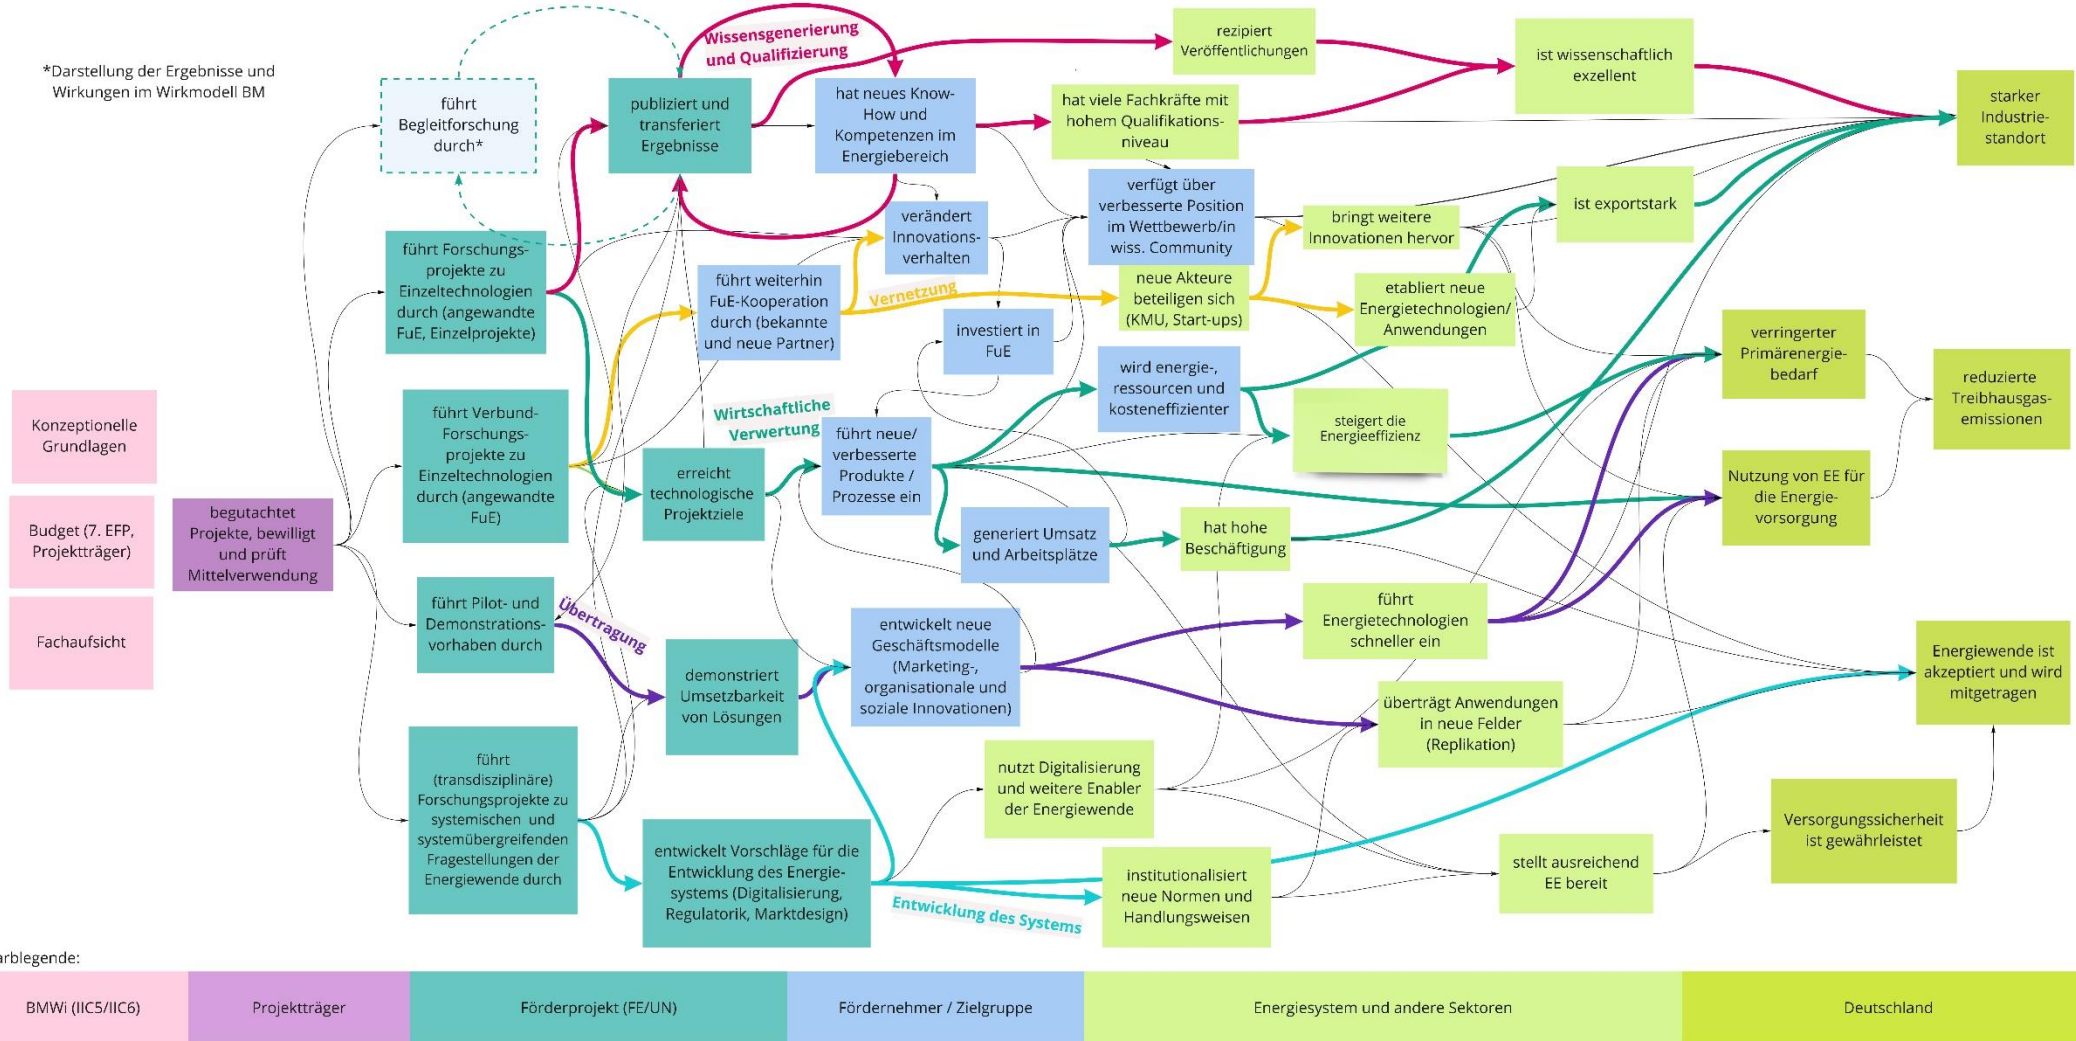 *Darstellung der Ergebnisse und
Wirkungen im Wirkmodell BM
Konzeptionelle
Grundlagen
Budget (7. EFP,
Projektträger)
Fachaufsicht
begutachtet
Projekte, bewilligt
und prüft
Mittelverwendung
führt
Begleitforschung
durch*
führt Forschungs-
projekte zu
Einzeltechnologien
durch (angewandte
FuE, Einzelprojekte)
führt Verbund-
Forschungs-
projekte zu
Einzeltechnologien
durch (angewandte
FuE)
führt Pilot- und
Demonstrations-
vorhaben durch
führt
(transdisziplinäre)
Forschungsprojekte zu
systemischen und
systemübergreifenden
Fragestellungen der
Energiewende durch
publiziert und
transferiert
Ergebnisse
erreicht
technologische
Projektziele
demonstriert
Umsetzbarkeit
von Lösungen
entwickelt Vorschläge für die
Entwicklung des Energie-
systems (Digitalisierung,
Regulatorik, Marktdesign)
Wissensgenerierung
und Qualifizierung
Vernetzung
Wirtschaftliche
Verwertung
Übertragung
Entwicklung des Systems
hat neues Know-
How und
Kompetenzen im
Energiebereich
verändert
Innovations-
verhalten
führt weiterhin
FuE-Kooperation
durch (bekannte
und neue Partner)
investiert in
FuE
führt neue/
verbesserte
Produkte /
Prozesse ein
generiert Umsatz
und Arbeitsplätze
entwickelt neue
Geschäftsmodelle
(Marketing-,
organisationale und
soziale Innovationen)
verfügt über
verbesserte Position
im Wettbewerb/in
wiss. Community
wird energie-,
ressourcen und
kosteneffizienter
rezipiert
Veröffentlichungen
hat viele Fachkräfte mit
hohem Qualifikations-
niveau
neue Akteure
beteiligen sich
(KMU, Start-ups)
hat hohe
Beschäftigung
nutzt Digitalisierung
und weitere Enabler
der Energiewende
institutionalisiert
neue Normen und
Handlungsweisen
bringt weitere
Innovationen hervor
etabliert neue
Energietechnologien/
Anwendungen
steigert die
Energieeffizienz
führt
Energietechnologien
schneller ein
überträgt Anwendungen
in neue Felder
(Replikation)
stellt ausreichend
EE bereit
ist wissenschaftlich
exzellent
ist exportstark
starker
Industrie-
standort
verringerter
Primärenergie-
bedarf
reduzierte
Treibhausgas-
emissionen
Nutzung von EE für
die Energie-
vorsorgung
Energiewende ist
akzeptiert und wird
mitgetragen
Versorgungssicherheit
ist gewährleistet
arblegende:
BMWi (IIC5/IIC6)
Projektträger
Förderprojekt (FE/UN)
Fördernehmer / Zielgruppe
Energiesystem und andere Sektoren
Deutschland